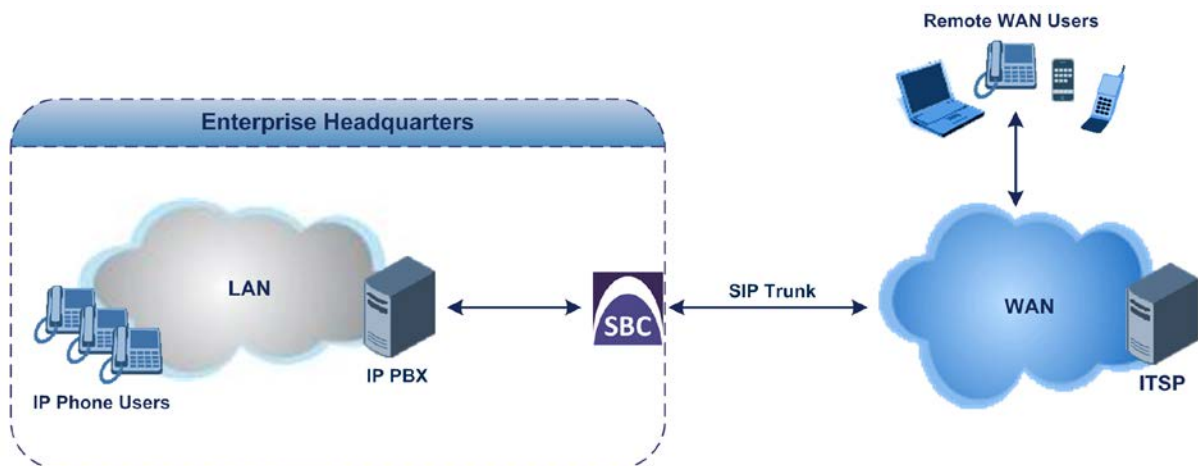 Remote WAN Users
Enterprise Headquarters
LAN
IP PBX
IP Phone Users
SBC
SIP Trunk
WAN
ITSP